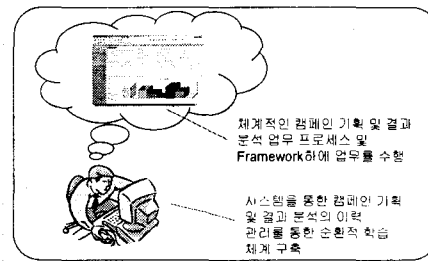 체계적인 캠페인 기획 및 결과
분석 업무 프로세스 및
Framework하에 업무를 수행
시스템을 통한 캠페인 기획
및 결과 분석의 이력
관리를 통한 순환적 학습
체계 구축